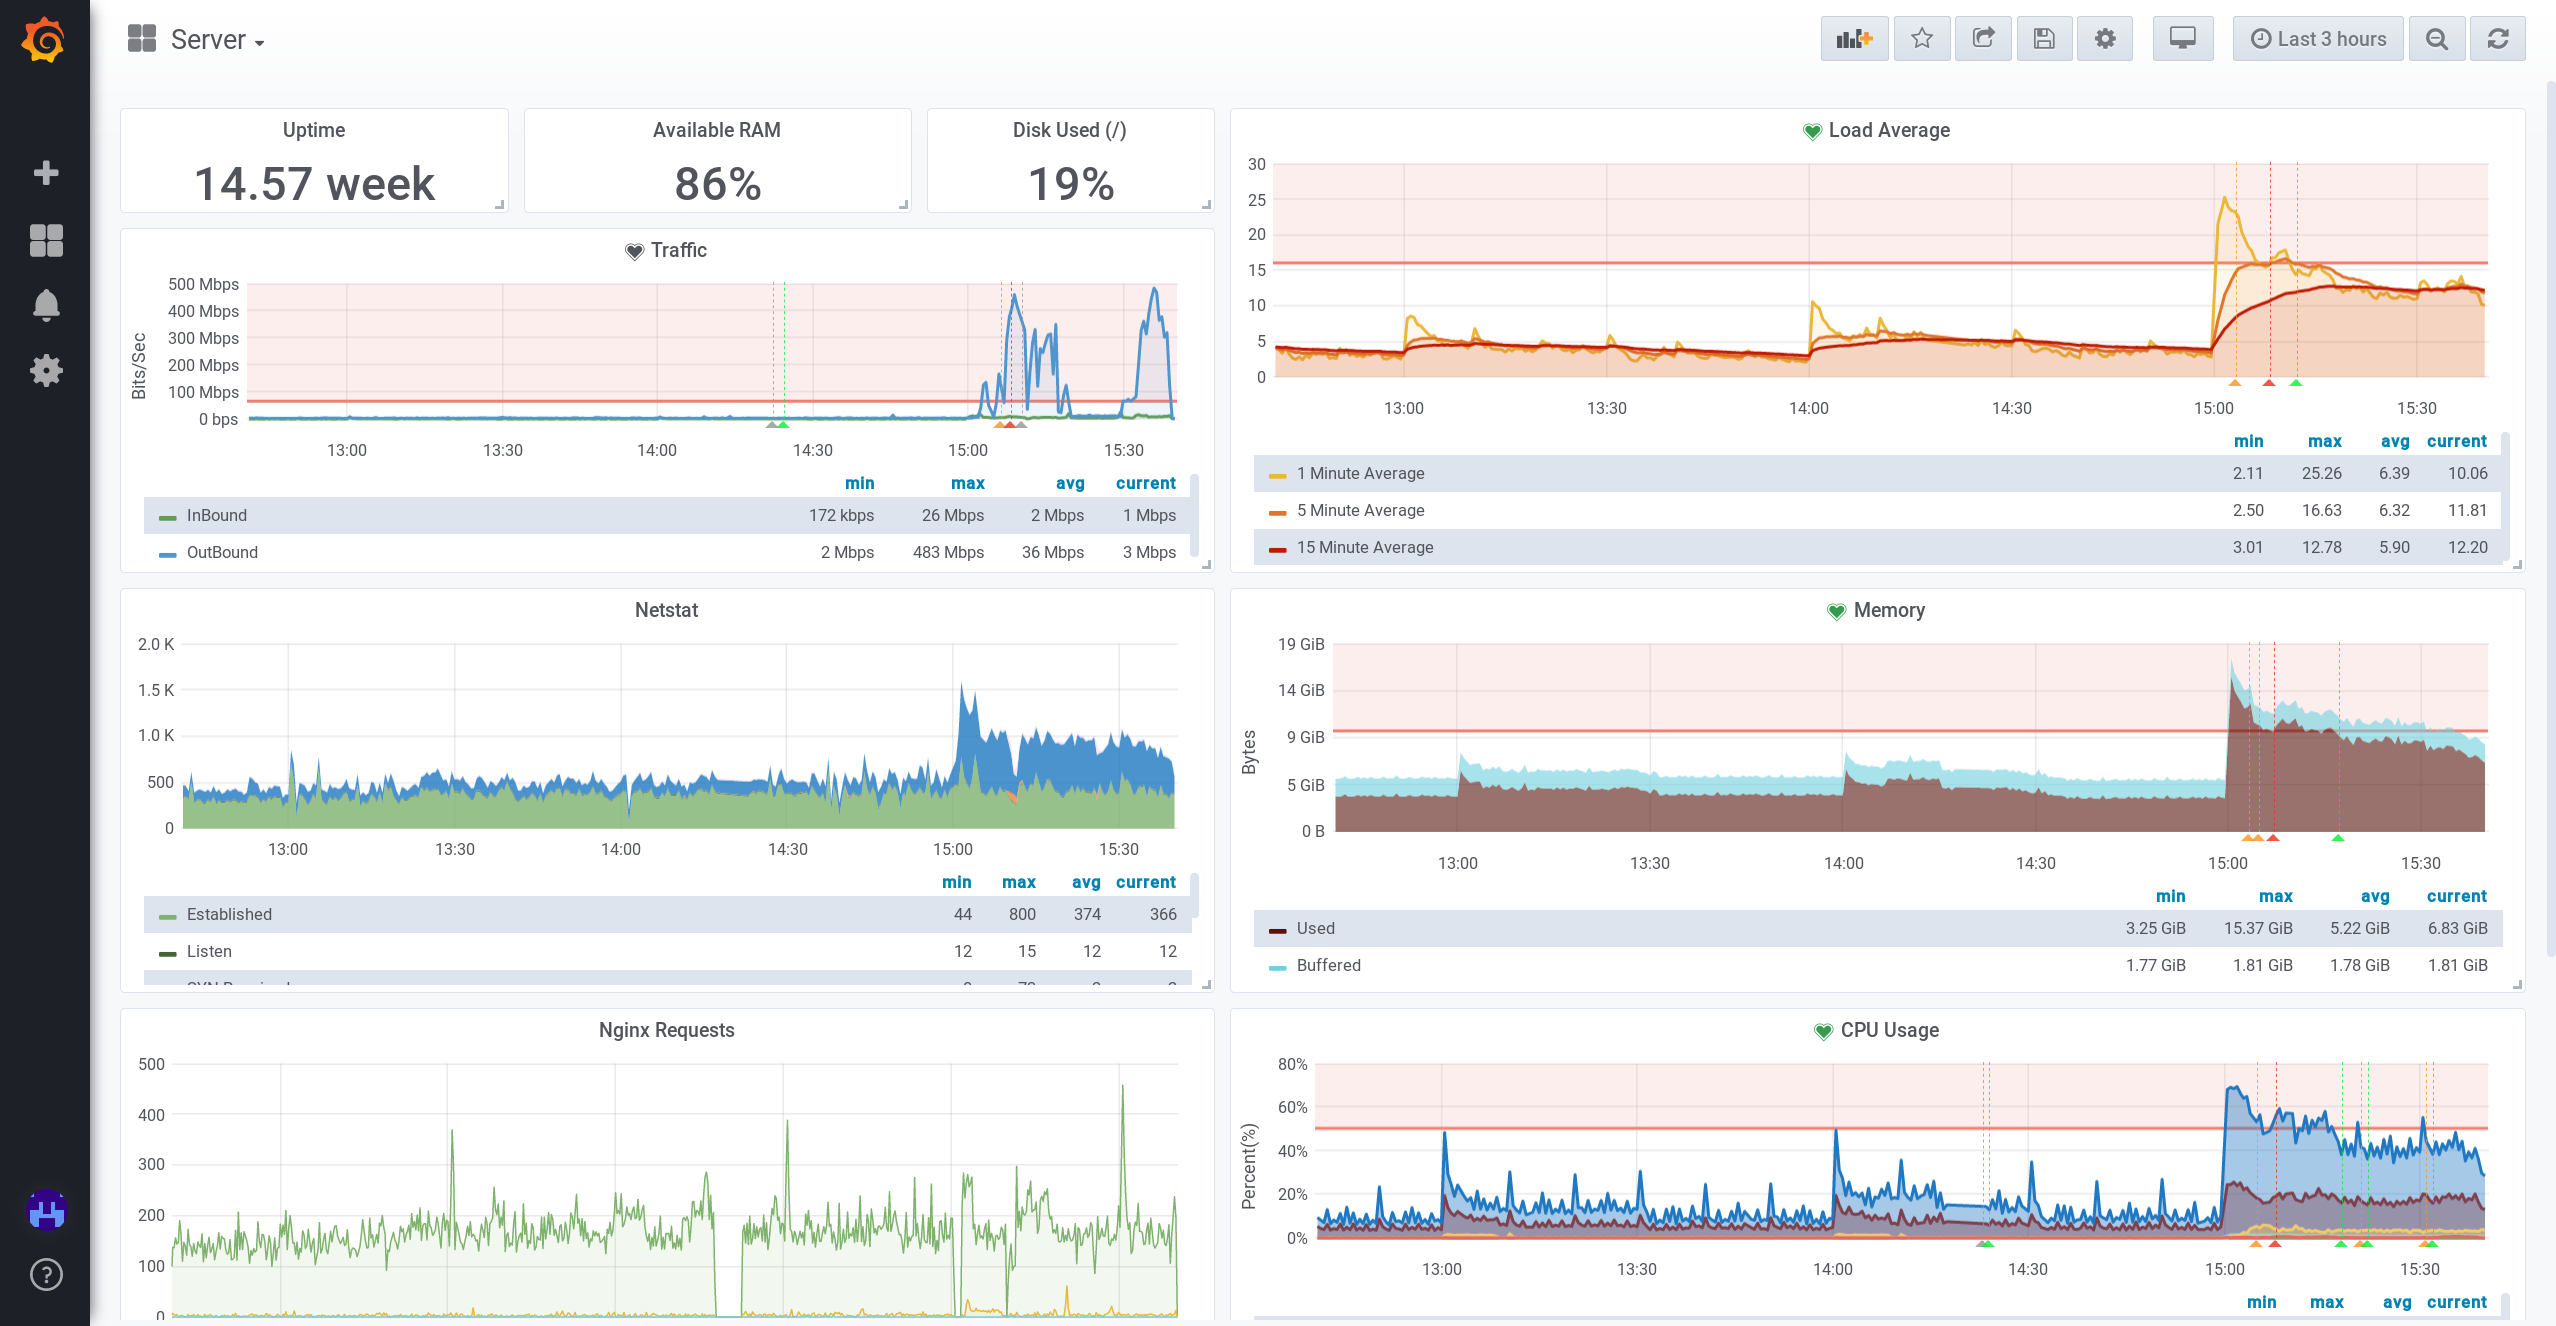 Server
Last 3 hours
Uptime
14.57 week
Available RAM
86%
Disk Used (/)
19%
Traffic
Bits/Sec
500 Mbps
400 Mbps
300 Mbps
200 Mbps
100 Mbps
0 bps
13:00 13:30 14:00 14:30 15:00 15:30
min max avg current
InBound 172 kbps 26 Mbps 2 Mbps 1 Mbps
OutBound 2 Mbps 483 Mbps 36 Mbps 3 Mbps
Load Average
30
25
20
15
10
5
0
13:00 13:30 14:00 14:30 15:00 15:30
min max avg current
1 Minute Average 2.11 25.26 6.39 10.06
5 Minute Average 2.50 16.63 6.32 11.81
15 Minute Average 3.01 12.78 5.90 12.20
Netstat
2.0 K
1.5 K
1.0 K
500
0
13:00 13:30 14:00 14:30 15:00 15:30
min max avg current
Established 44 800 374 366
Listen 12 15 12 12
Memory
Bytes
19 GiB
14 GiB
9 GiB
5 GiB
0 B
13:00 13:30 14:00 14:30 15:00 15:30
min max avg current
Used 3.25 GiB 15.37 GiB 5.22 GiB 6.83 GiB
Buffered 1.77 GiB 1.81 GiB 1.78 GiB 1.81 GiB
Nginx Requests
500
400
300
200
100
0
CPU Usage
Percent(%)
80%
60%
40%
20%
0%
13:00 13:30 14:00 14:30 15:00 15:30
min max avg current
?